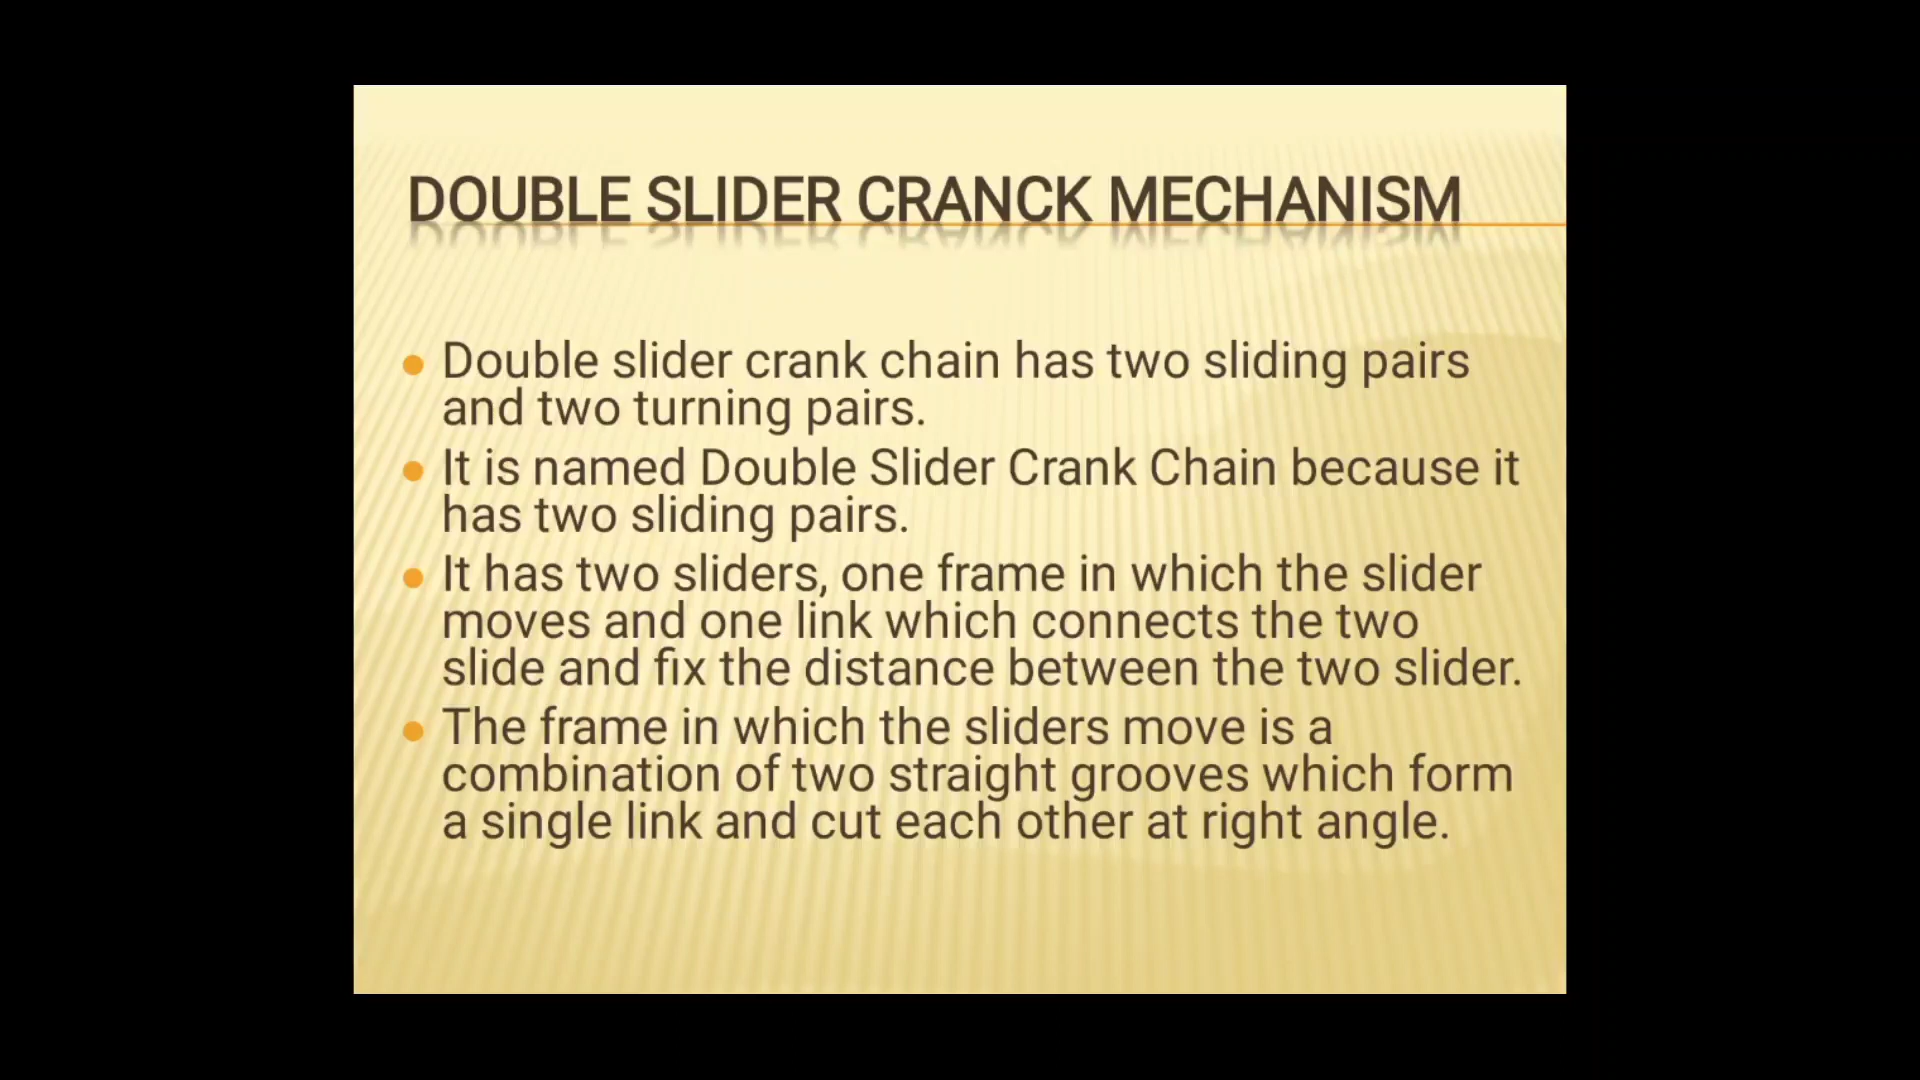 DOUBLE SLIDER CRANCK MECHANISM
Double slider crank chain has two sliding pairs
and two turning pairs.
It is named Double Slider Crank Chain because it
has two sliding pairs.
It has two sliders, one frame in which the slider
moves and one link which connects the two
slide and fix the distance between the two slider.
The frame in which the sliders move is a
combination of two straight grooves which form
a single link and cut each other at right angle.